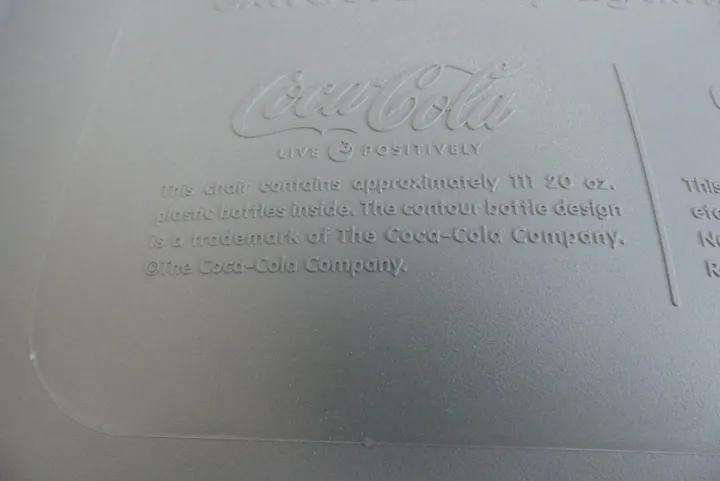 Coca-Cola
LIVE POSITIVELY
This chair contains approximately 111 20 oz.
plastic bottles inside. The contour bottle design
is a trademark of The Coca-Cola Company.
©The Coca-Cola Company.
This